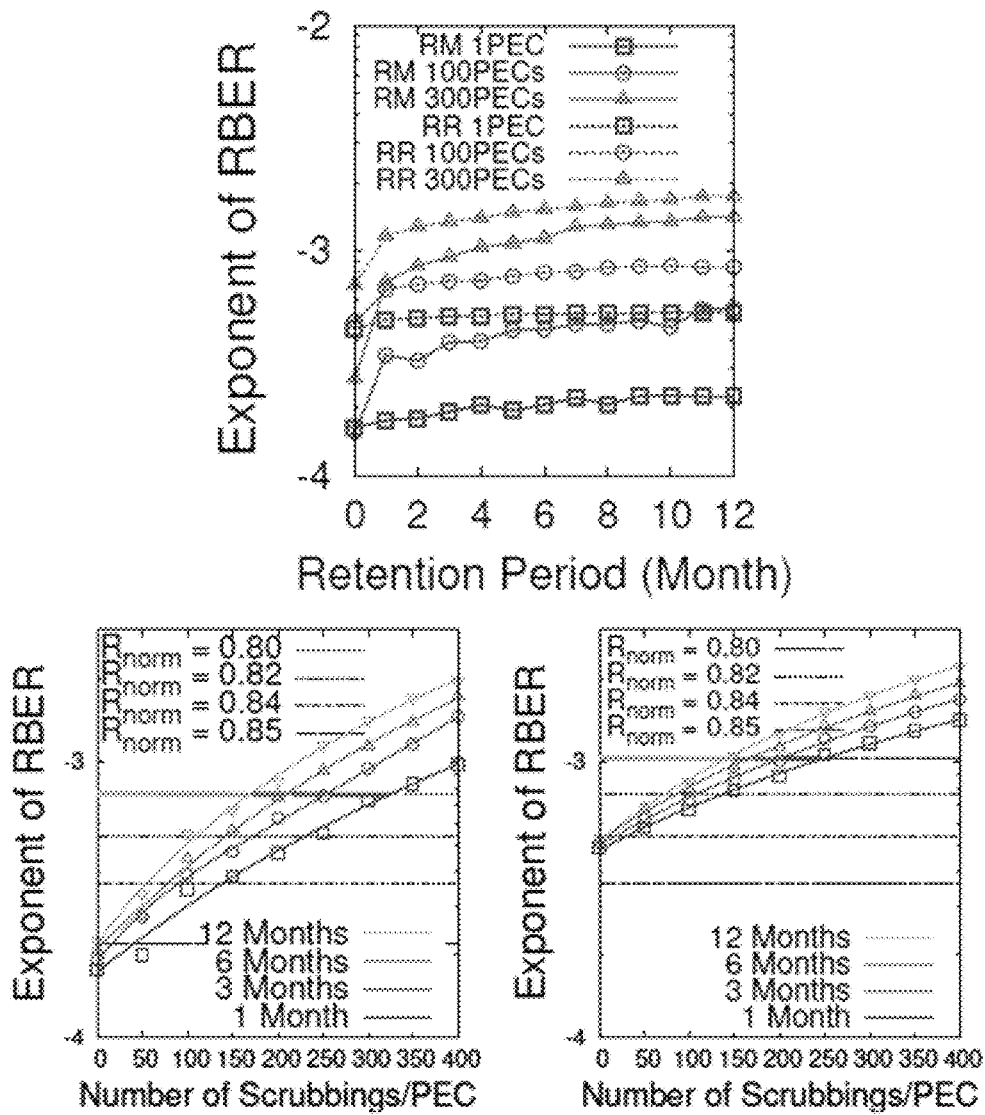 Exponent of RBER
-2
-3
-4
RM 1PEC
RM 100PECs
RM 300PECs
RR 1PEC
RR 100PECs
RR 300PECs
0 2 4 6 8 10 12
Retention Period (Month)
Exponent of RBER
-3
-4
Rnorm = 0.80
Rnorm = 0.82
Rnorm = 0.84
Rnorm = 0.85
12 Months
6 Months
3 Months
1 Month
0 50 100 150 200 250 300 350 400
Number of Scrubbings/PEC
Exponent of RBER
-3
-4
Rnorm = 0.80
Rnorm = 0.82
Rnorm = 0.84
Rnorm = 0.85
12 Months
6 Months
3 Months
1 Month
0 50 100 150 200 250 300 350 400
Number of Scrubbings/PEC